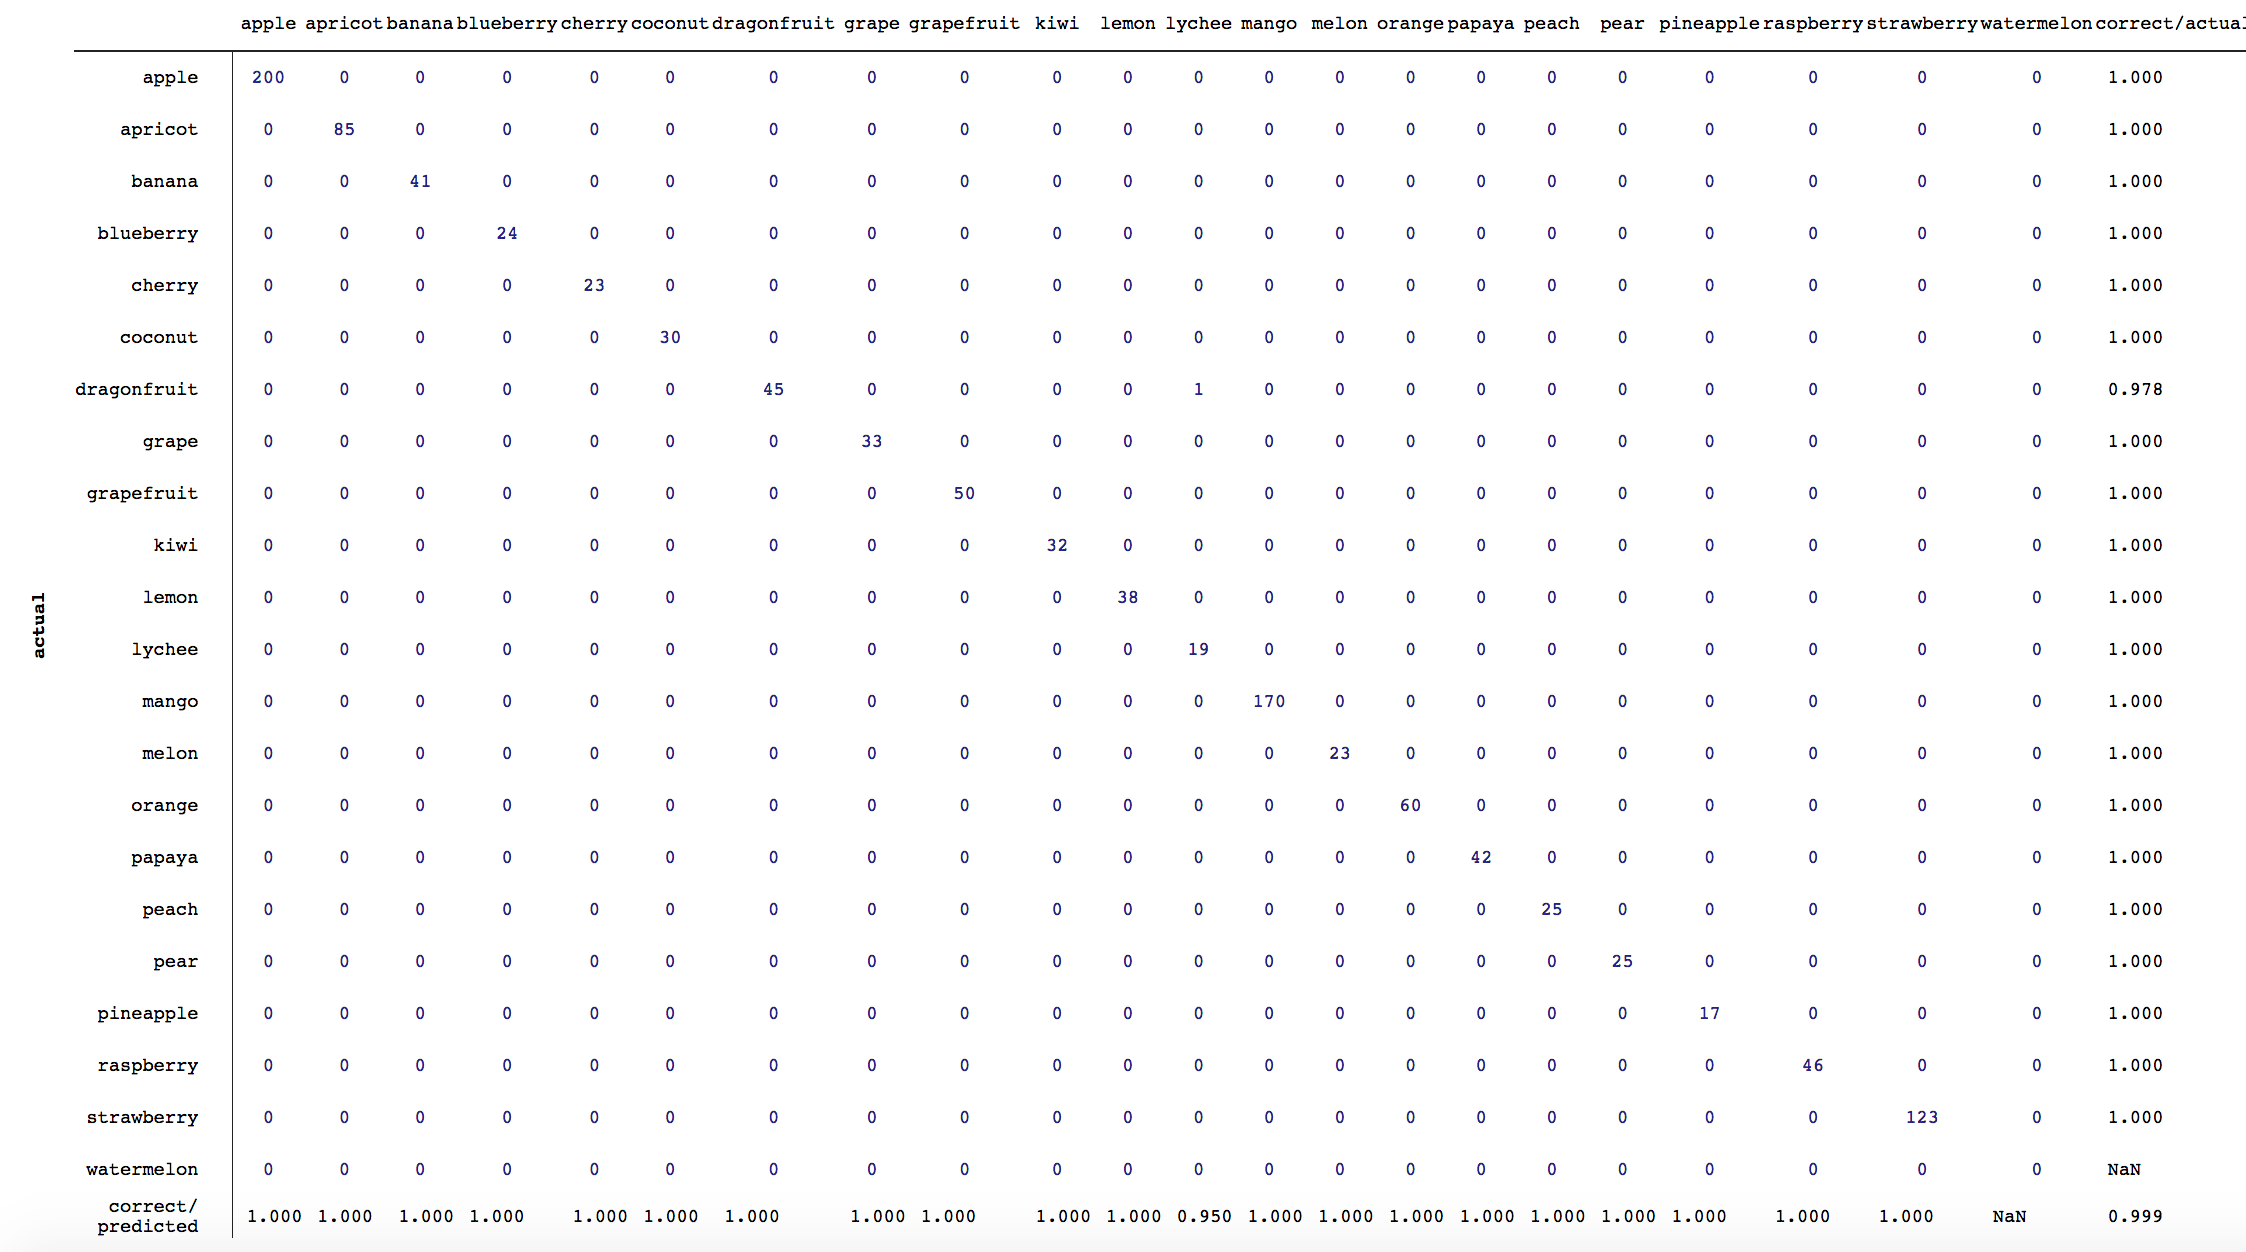 apple apricot banana blueberry cherry coconut dragonfruit grape grapefruit kiwi lemon lychee mango melon orange papaya peach pear pineapple raspberry strawberry watermelon correct/actual
apple 200 0 0 0 0 0 0 0 0 0 0 0 0 0 0 0 0 0 0 0 0 0 1.000
apricot 0 85 0 0 0 0 0 0 0 0 0 0 0 0 0 0 0 0 0 0 0 0 1.000
banana 0 0 41 0 0 0 0 0 0 0 0 0 0 0 0 0 0 0 0 0 0 0 1.000
blueberry 0 0 0 24 0 0 0 0 0 0 0 0 0 0 0 0 0 0 0 0 0 0 1.000
cherry 0 0 0 0 23 0 0 0 0 0 0 0 0 0 0 0 0 0 0 0 0 0 1.000
coconut 0 0 0 0 0 30 0 0 0 0 0 0 0 0 0 0 0 0 0 0 0 0 1.000
dragonfruit 0 0 0 0 0 0 45 0 0 0 0 1 0 0 0 0 0 0 0 0 0 0 0.978
grape 0 0 0 0 0 0 0 33 0 0 0 0 0 0 0 0 0 0 0 0 0 0 1.000
grapefruit 0 0 0 0 0 0 0 0 50 0 0 0 0 0 0 0 0 0 0 0 0 0 1.000
kiwi 0 0 0 0 0 0 0 0 0 32 0 0 0 0 0 0 0 0 0 0 0 0 1.000
lemon 0 0 0 0 0 0 0 0 0 0 38 0 0 0 0 0 0 0 0 0 0 0 1.000
actual
lychee 0 0 0 0 0 0 0 0 0 0 0 19 0 0 0 0 0 0 0 0 0 0 1.000
mango 0 0 0 0 0 0 0 0 0 0 0 0 170 0 0 0 0 0 0 0 0 0 1.000
melon 0 0 0 0 0 0 0 0 0 0 0 0 0 23 0 0 0 0 0 0 0 0 1.000
orange 0 0 0 0 0 0 0 0 0 0 0 0 0 0 60 0 0 0 0 0 0 0 1.000
papaya 0 0 0 0 0 0 0 0 0 0 0 0 0 0 0 42 0 0 0 0 0 0 1.000
peach 0 0 0 0 0 0 0 0 0 0 0 0 0 0 0 0 25 0 0 0 0 0 1.000
pear 0 0 0 0 0 0 0 0 0 0 0 0 0 0 0 0 0 25 0 0 0 0 1.000
pineapple 0 0 0 0 0 0 0 0 0 0 0 0 0 0 0 0 0 0 17 0 0 0 1.000
raspberry 0 0 0 0 0 0 0 0 0 0 0 0 0 0 0 0 0 0 0 46 0 0 1.000
strawberry 0 0 0 0 0 0 0 0 0 0 0 0 0 0 0 0 0 0 0 0 123 0 1.000
watermelon 0 0 0 0 0 0 0 0 0 0 0 0 0 0 0 0 0 0 0 0 0 0 NaN
correct/
predicted 1.000 1.000 1.000 1.000 1.000 1.000 1.000 1.000 1.000 1.000 1.000 0.950 1.000 1.000 1.000 1.000 1.000 1.000 1.000 1.000 1.000 NaN 0.999